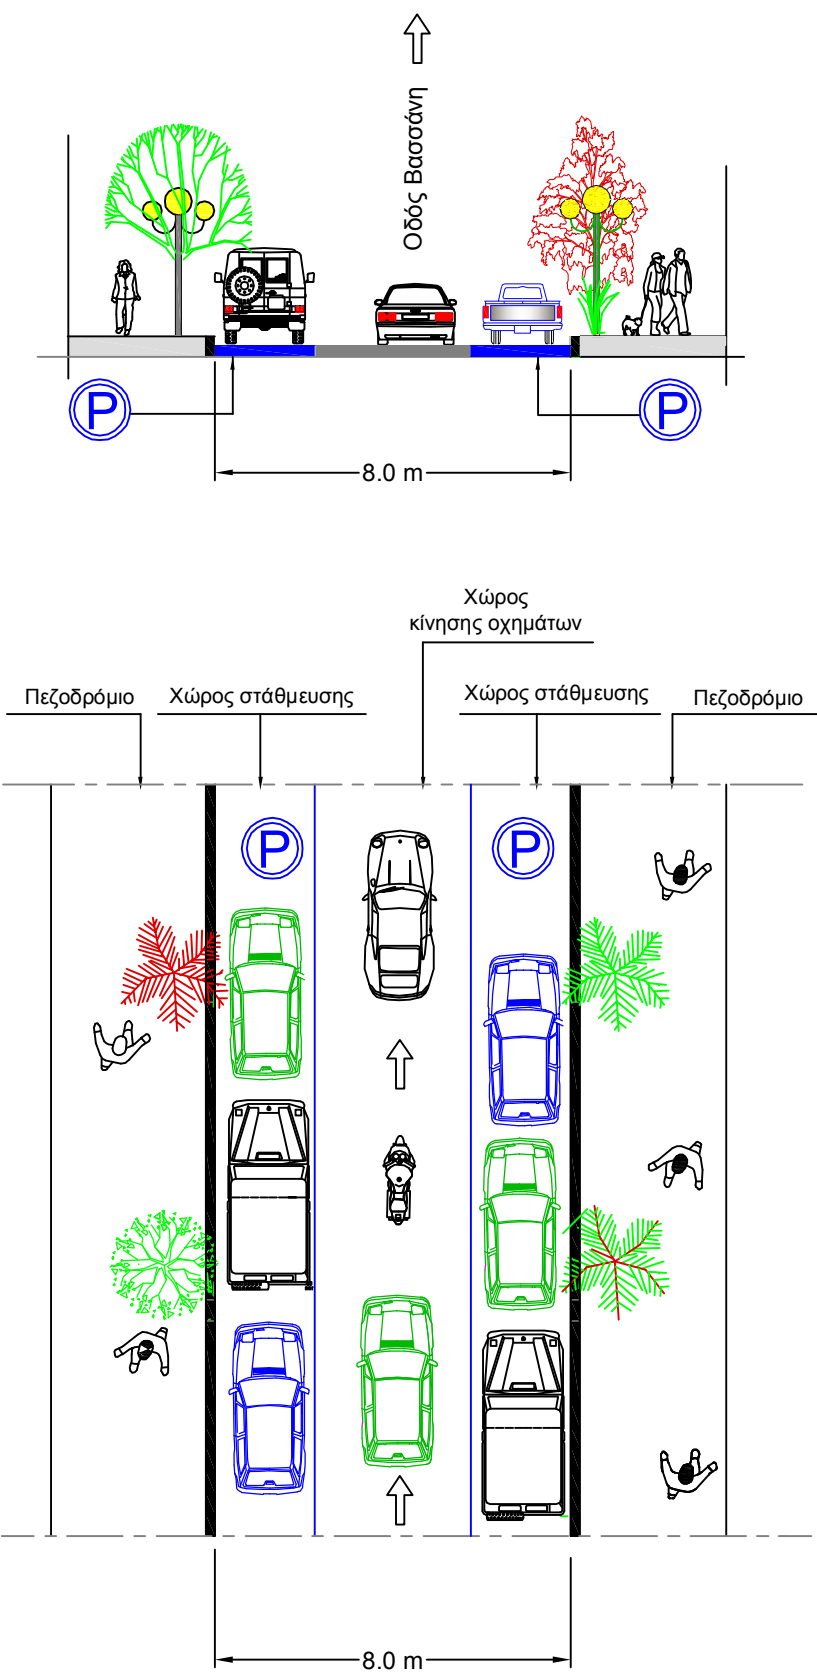 Οδός Βασσάνη
P
P
8.0 m
Χώρος
κίνησης οχημάτων
Πεζοδρόμιο
Χώρος στάθμευσης
Χώρος στάθμευσης
Πεζοδρόμιο
P
P
8.0 m